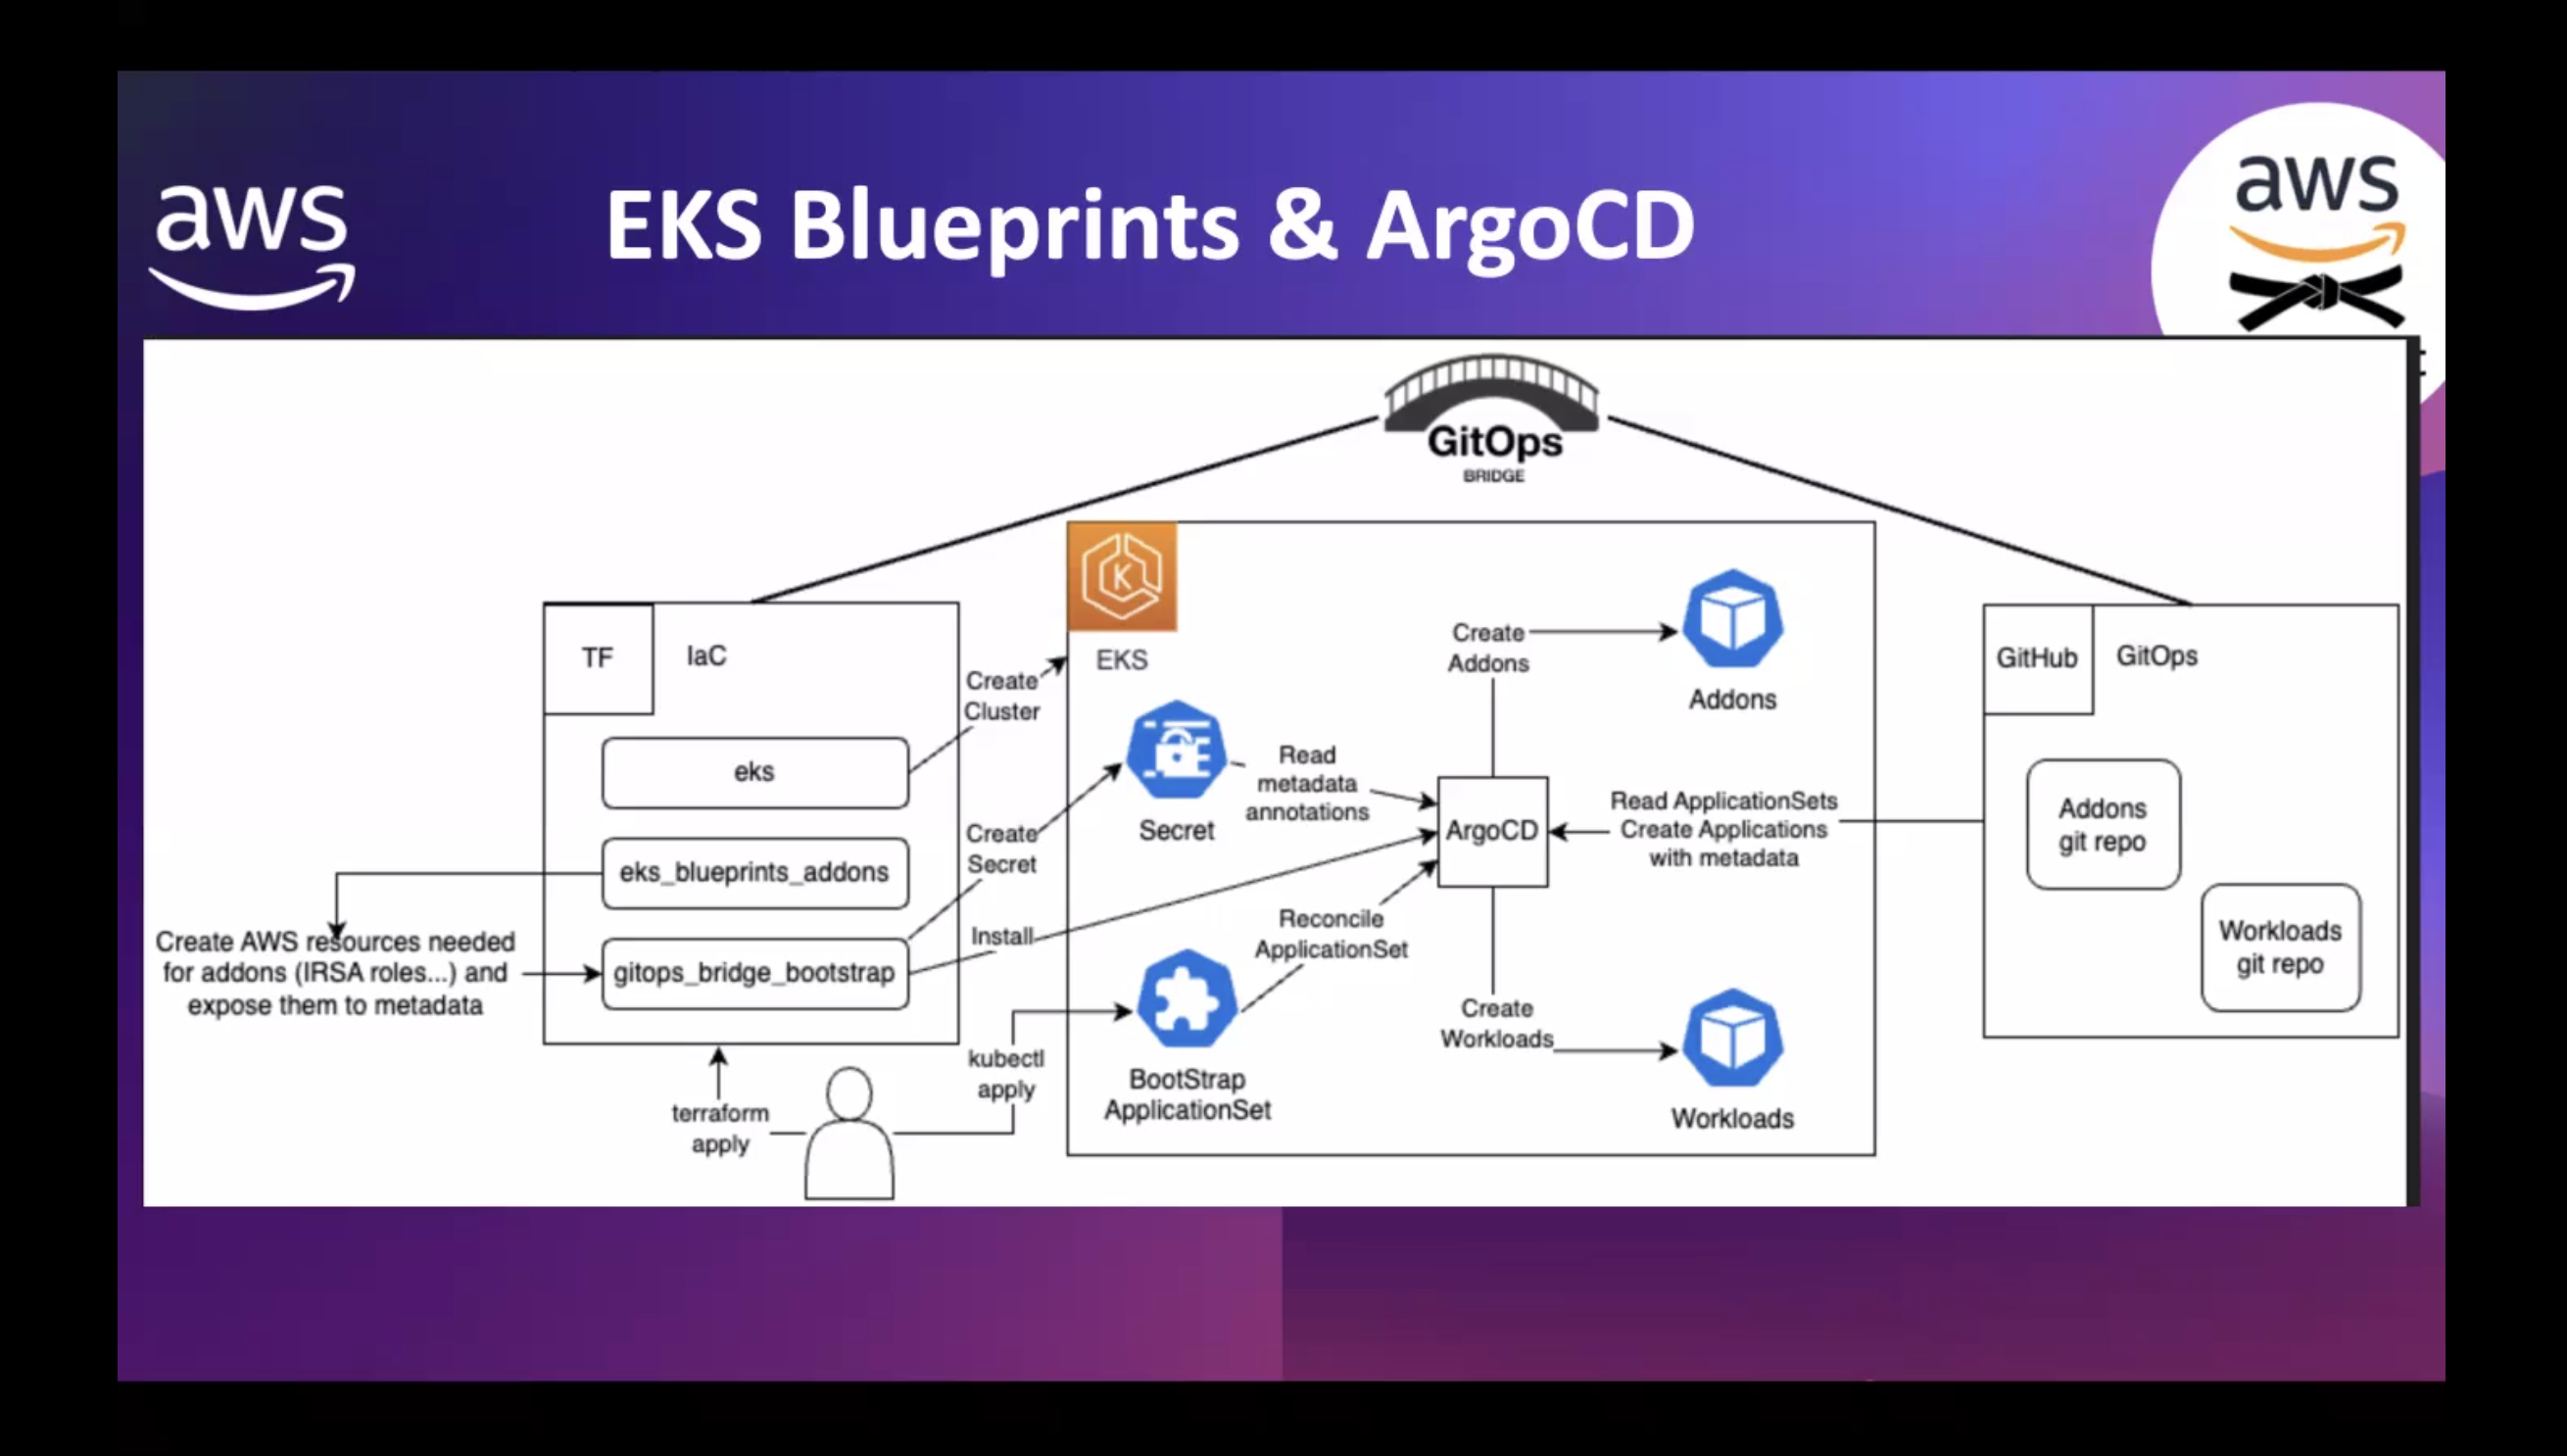 aws
EKS Blueprints & ArgoCD
aws
GitOps
BRIDGE
TF
IaC
eks
eks_blueprints_addons
gitops_bridge_bootstrap
Create AWS resources needed
for addons (IRSA roles...) and
expose them to metadata
terraform
apply
kubectl
apply
Create
Cluster
Create
Secret
Install
EKS
Secret
Read
metadata
annotations
Reconcile
ApplicationSet
BootStrap
ApplicationSet
Create
Addons
Addons
ArgoCD
Create
Workloads
Workloads
Read ApplicationSets
Create Applications
with metadata
GitHub
GitOps
Addons
git repo
Workloads
git repo